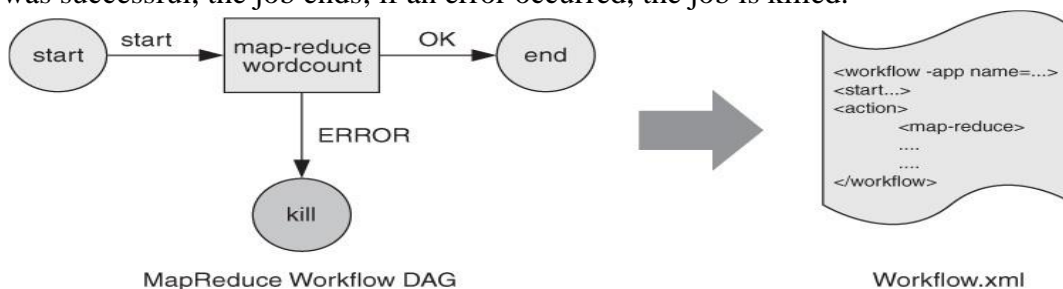 was successful, the job ends; if an error occurred, the job is killed.
start
start
map-reduce
wordcount
OK
end
ERROR
kill
<workflow -app name=...>
<start...>
<action>
<map-reduce>
....
....
</workflow>
MapReduce Workflow DAG
Workflow.xml